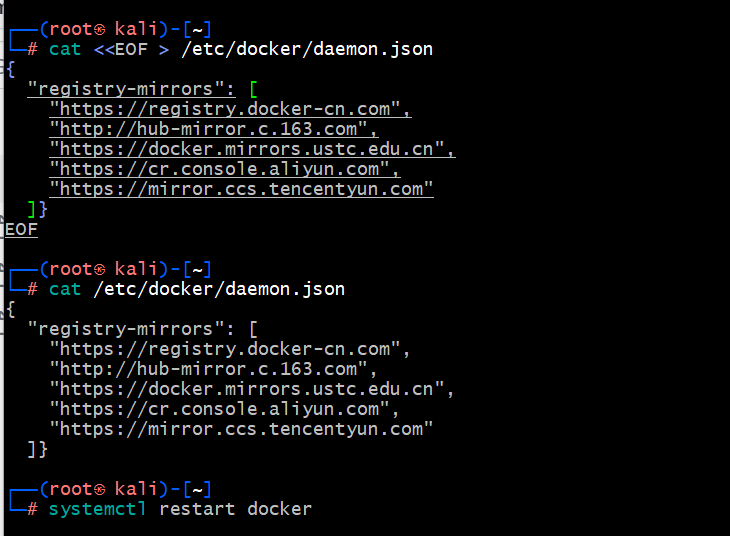 ┌──(root㉿ kali)-[~]
└─# cat <<EOF > /etc/docker/daemon.json
{
  "registry-mirrors": [
    "https://registry.docker-cn.com",
    "http://hub-mirror.c.163.com",
    "https://docker.mirrors.ustc.edu.cn",
    "https://cr.console.aliyun.com",
    "https://mirror.ccs.tencentyun.com"
  ]}
EOF
┌──(root㉿ kali)-[~]
└─# cat /etc/docker/daemon.json
{
  "registry-mirrors": [
    "https://registry.docker-cn.com",
    "http://hub-mirror.c.163.com",
    "https://docker.mirrors.ustc.edu.cn",
    "https://cr.console.aliyun.com",
    "https://mirror.ccs.tencentyun.com"
  ]}
┌──(root㉿ kali)-[~]
└─# systemctl restart docker